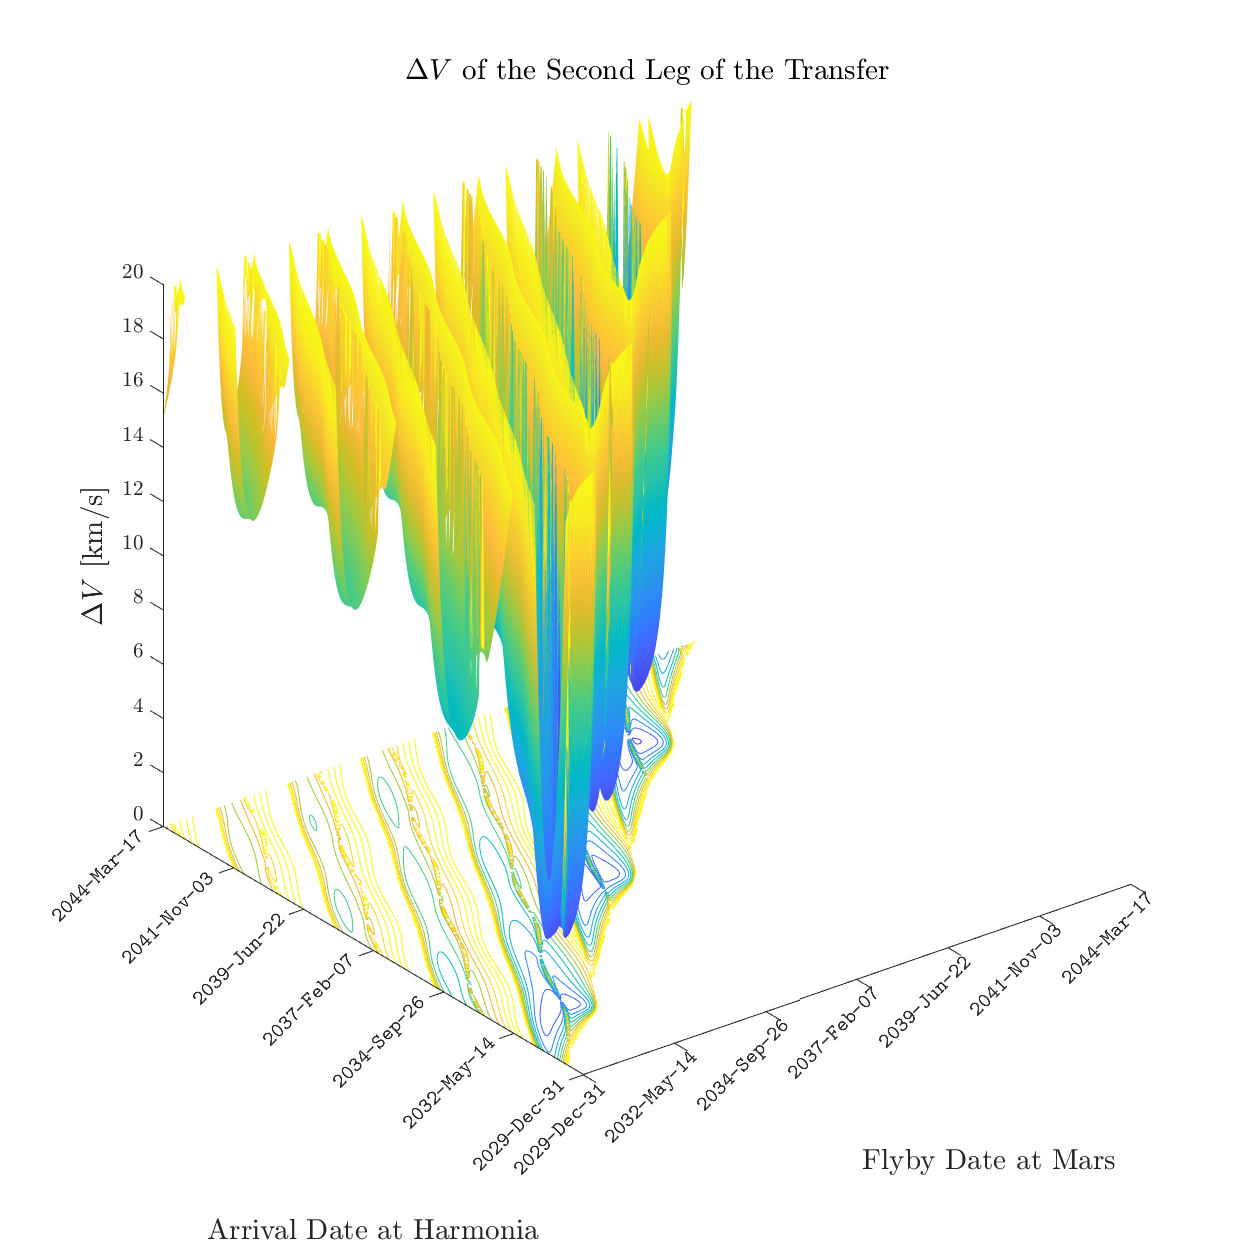 ΔV of the Second Leg of the Transfer
20
18
16
14
12
10
8
6
4
2
0
ΔV [km/s]
2044-Mar-17
2041-Nov-03
2039-Jun-22
2037-Feb-07
2034-Sep-26
2032-May-14
2029-Dec-31
Arrival Date at Harmonia
2029-Dec-31
2032-May-14
2034-Sep-26
2037-Feb-07
2039-Jun-22
2041-Nov-03
2044-Mar-17
Flyby Date at Mars